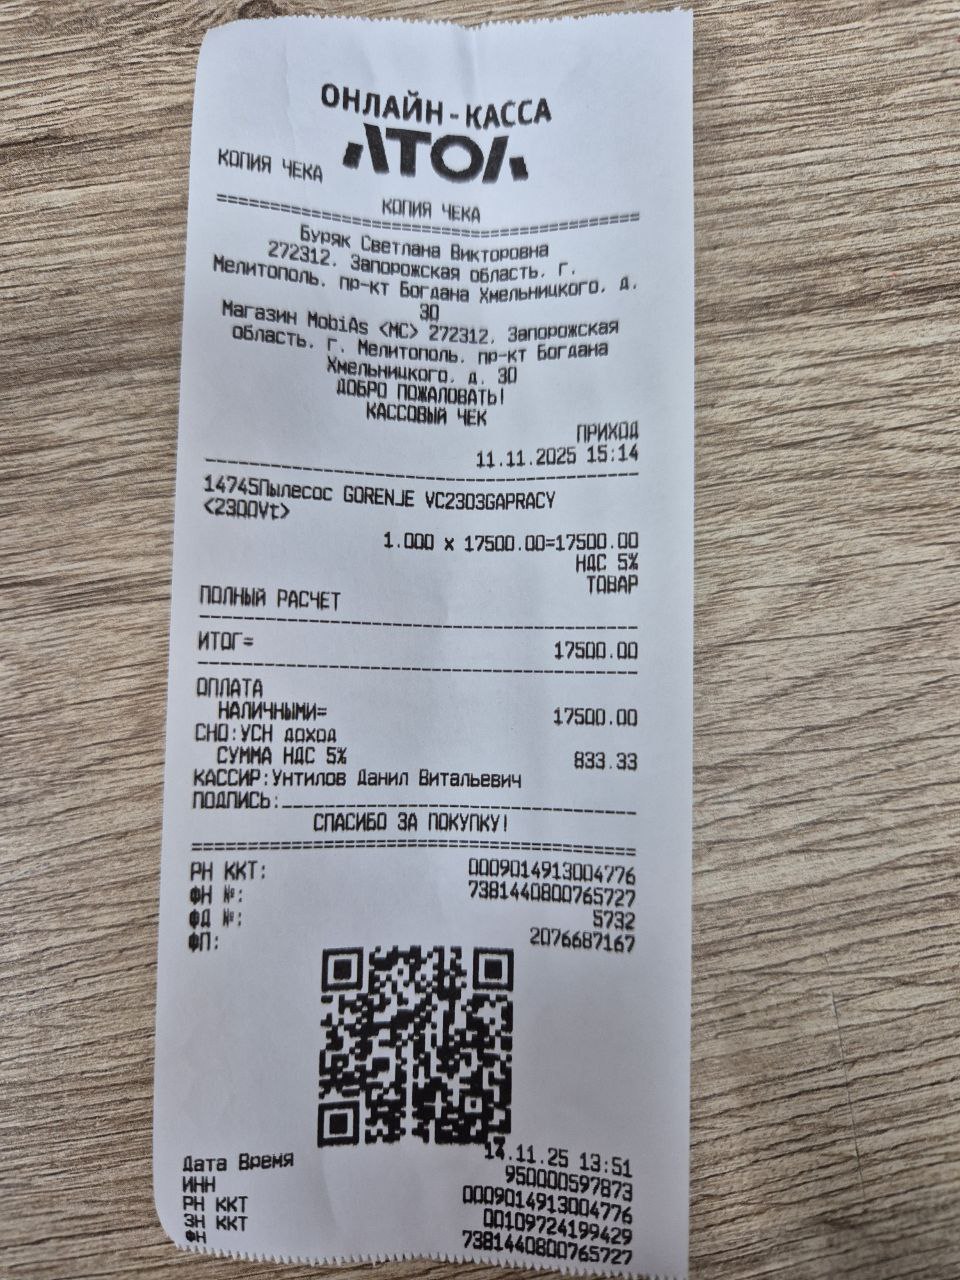 ОНЛАЙН-КАССА
АТОЛ
КОПИЯ ЧЕКА
КОПИЯ ЧЕКА
Буряк Светлана Викторовна
272312, Запорожская область, г.
Мелитополь, пр-кт Богдана Хмельницкого, д.
30
Магазин MobiAs <МС> 272312, Запорожская
область, г. Мелитополь, пр-кт Богдана
Хмельницкого, д. 30
ДОБРО ПОЖАЛОВАТЬ!
КАССОВЫЙ ЧЕК
ПРИХОД
11.11.2025 15:14
14745Пылесос GORENJE VC2303GAPRACY
<2300Vt>
1.000 x 17500.00=17500.00
НДС 5%
ТОВАР
ПОЛНЫЙ РАСЧЕТ
ИТОГ= 17500.00
ОПЛАТА
НАЛИЧНЫМИ= 17500.00
СНО:УСН доход
СУММА НДС 5% 833.33
КАССИР:Унтилов Данил Витальевич
ПОДПИСЬ:
СПАСИБО ЗА ПОКУПКУ!
РН ККТ: 0009014913004776
ФН №: 7381440800765727
ФД №: 5732
ФП: 2076687167
Дата Время 14.11.25 13:51
ИНН 950000597873
РН ККТ 0009014913004776
ЗН ККТ 00109724199429
ФН 7381440800765727